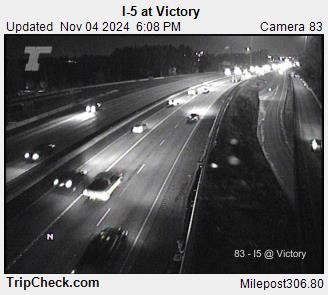 I-5 at Victory
Updated Nov 04 2024 6:08 PM Camera 83
T
N
83 - I5 @ Victory
TripCheck.com Milepost306.80